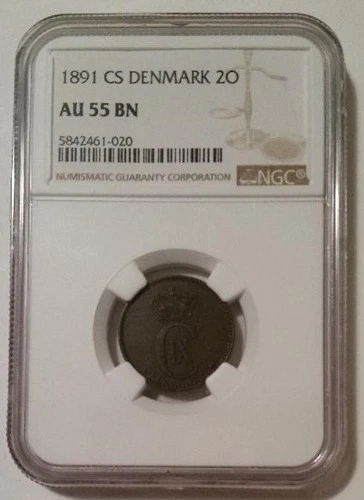 1891 CS DENMARK 2O
AU 55 BN
5842461-020
NUMISMATIC GUARANTY CORPORATION NGC®